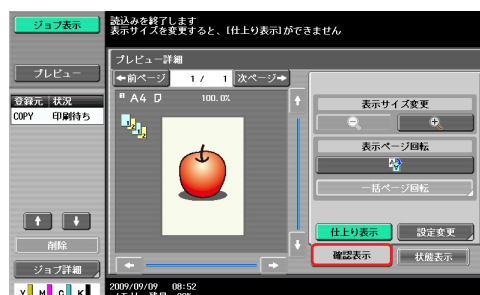 ジョブ表示
読込みを終了します
表示サイズを変更すると、[仕上り表示]ができません
プレビュー
登録元 状況
COPY 印刷待ち
削除
ジョブ詳細
Y M C K
プレビュー詳細
←前ページ 1/ 1 次ページ→
A4 100.0%
表示サイズ変更
表示ページ回転
一括ページ回転
仕上り表示 設定変更
確認表示 状態表示
2009/09/09 08:52